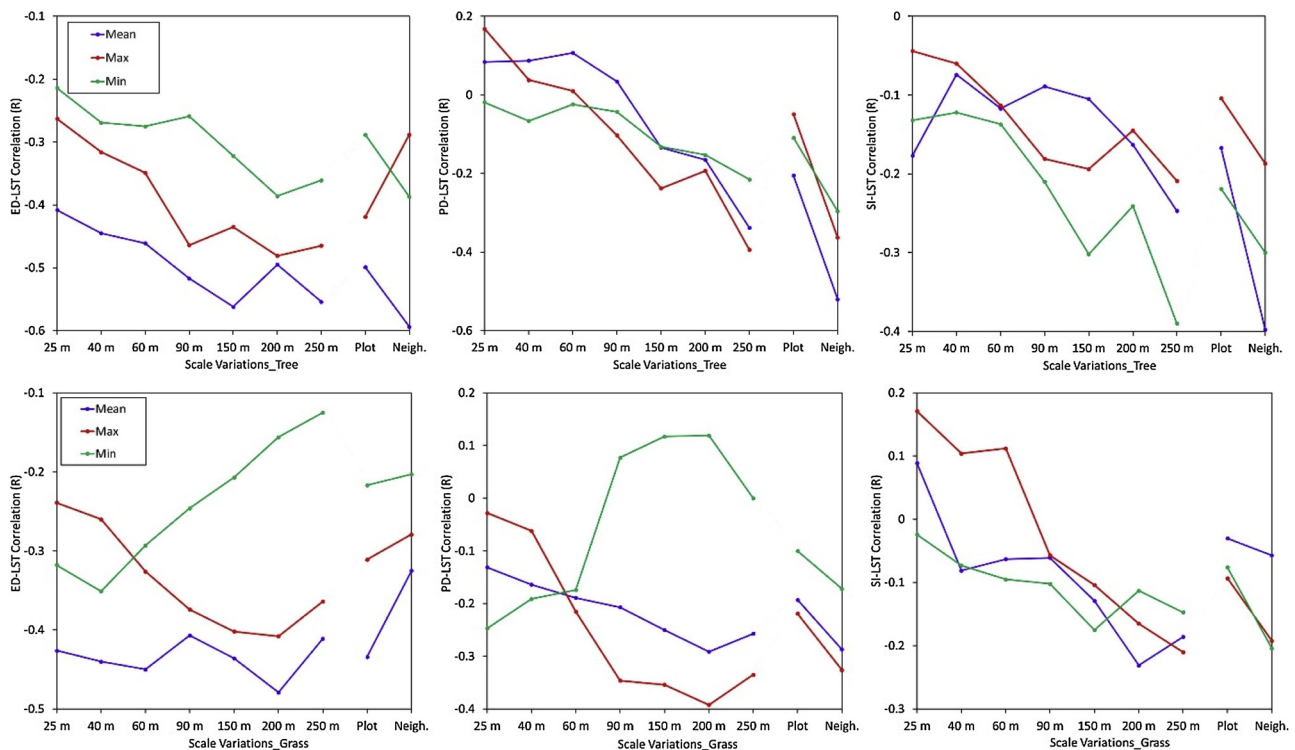 -0.1
-0.2
-0.3
-0.4
-0.5
-0.6
ED-LST Correlation (R)
Mean
Max
Min
25 m 40 m 60 m 90 m 150 m 200 m 250 m Plot Neigh.
Scale Variations_Tree
0.2
0
-0.2
-0.4
-0.6
PD-LST Correlation (R)
25 m 40 m 60 m 90 m 150 m 200 m 250 m Plot Neigh.
Scale Variations_Tree
0
-0.1
-0.2
-0.3
-0.4
SI-LST Correlation (R)
25 m 40 m 60 m 90 m 150 m 200 m 250 m Plot Neigh.
Scale Variations_Tree
-0.1
-0.2
-0.3
-0.4
-0.5
ED-LST Correlation (R)
Mean
Max
Min
25 m 40 m 60 m 90 m 150 m 200 m 250 m Plot Neigh.
Scale Variations_Grass
0.2
0.1
0
-0.1
-0.2
-0.3
-0.4
PD-LST Correlation (R)
25 m 40 m 60 m 90 m 150 m 200 m 250 m Plot Neigh.
Scale Variations_Grass
0.2
0.1
0
-0.1
-0.2
-0.3
SI-LST Correlation (R)
25 m 40 m 60 m 90 m 150 m 200 m 250 m Plot Neigh.
Scale Variations_Grass